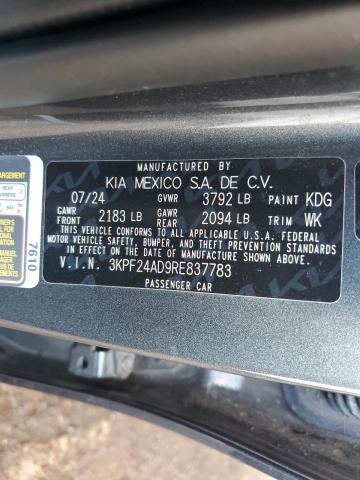 MANUFACTURED BY
KIA MEXICO S.A. DE C.V.
07/24 GVWR 3792 LB PAINT KDG
GAWR FRONT 2183 LB GAWR REAR 2094 LB TRIM WK
THIS VEHICLE CONFORMS TO ALL APPLICABLE U.S.A. FEDERAL
MOTOR VEHICLE SAFETY, BUMPER, AND THEFT PREVENTION STANDARDS
IN EFFECT ON THE DATE OF MANUFACTURE SHOWN ABOVE.
V.I.N. 3KPF24AD9RE837783
PASSENGER CAR
7610
REAR